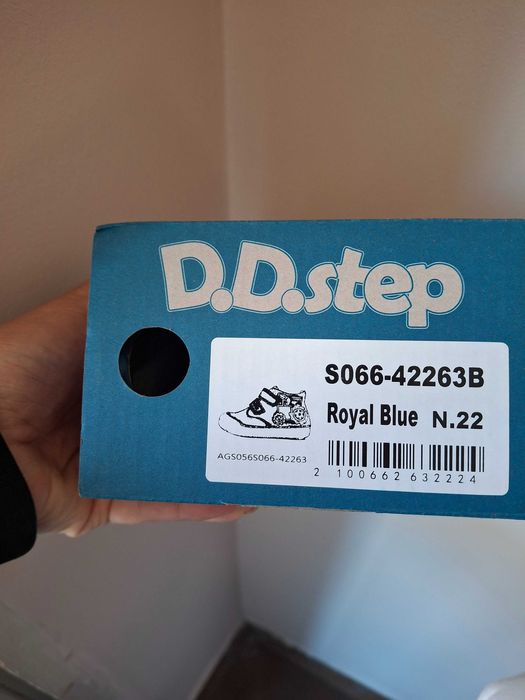 D.D.step
S066-42263B
Royal Blue N.22
AGS056S066-42263
2 100662 632224